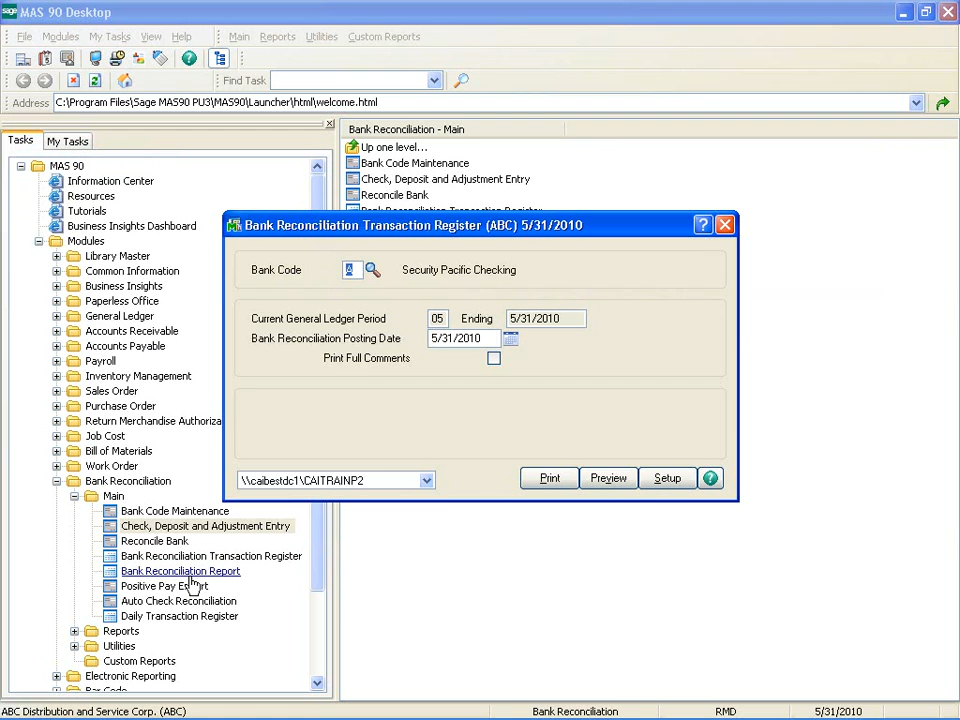 sage MAS 90 Desktop
File Modules My Tasks View Help Main Reports Utilities Custom Reports
Find Task
Address C:\Program Files\Sage MAS90 PU3\MAS90\Launcher\html\welcome.html
Tasks My Tasks
MAS 90
Information Center
Resources
Tutorials
Business Insights Dashboard
Modules
Library Master
Common Information
Business Insights
Paperless Office
General Ledger
Accounts Receivable
Accounts Payable
Payroll
Inventory Management
Sales Order
Purchase Order
Return Merchandise Authoriza
Job Cost
Bill of Materials
Work Order
Bank Reconciliation
Main
Bank Code Maintenance
Check, Deposit and Adjustment Entry
Reconcile Bank
Bank Reconciliation Transaction Register
Bank Reconciliation Report
Positive Pay Export
Auto Check Reconciliation
Daily Transaction Register
Reports
Utilities
Custom Reports
Electronic Reporting
Bar Code
Bank Reconciliation - Main
Up one level...
Bank Code Maintenance
Check, Deposit and Adjustment Entry
Reconcile Bank
Bank Reconciliation Transaction Register
Bank Reconciliation Transaction Register (ABC) 5/31/2010
Bank Code A Security Pacific Checking
Current General Ledger Period 05 Ending 5/31/2010
Bank Reconciliation Posting Date 5/31/2010
Print Full Comments
\\caibestdc1\CAITRAINP2 Print Preview Setup
ABC Distribution and Service Corp. (ABC) Bank Reconciliation RMD 5/31/2010